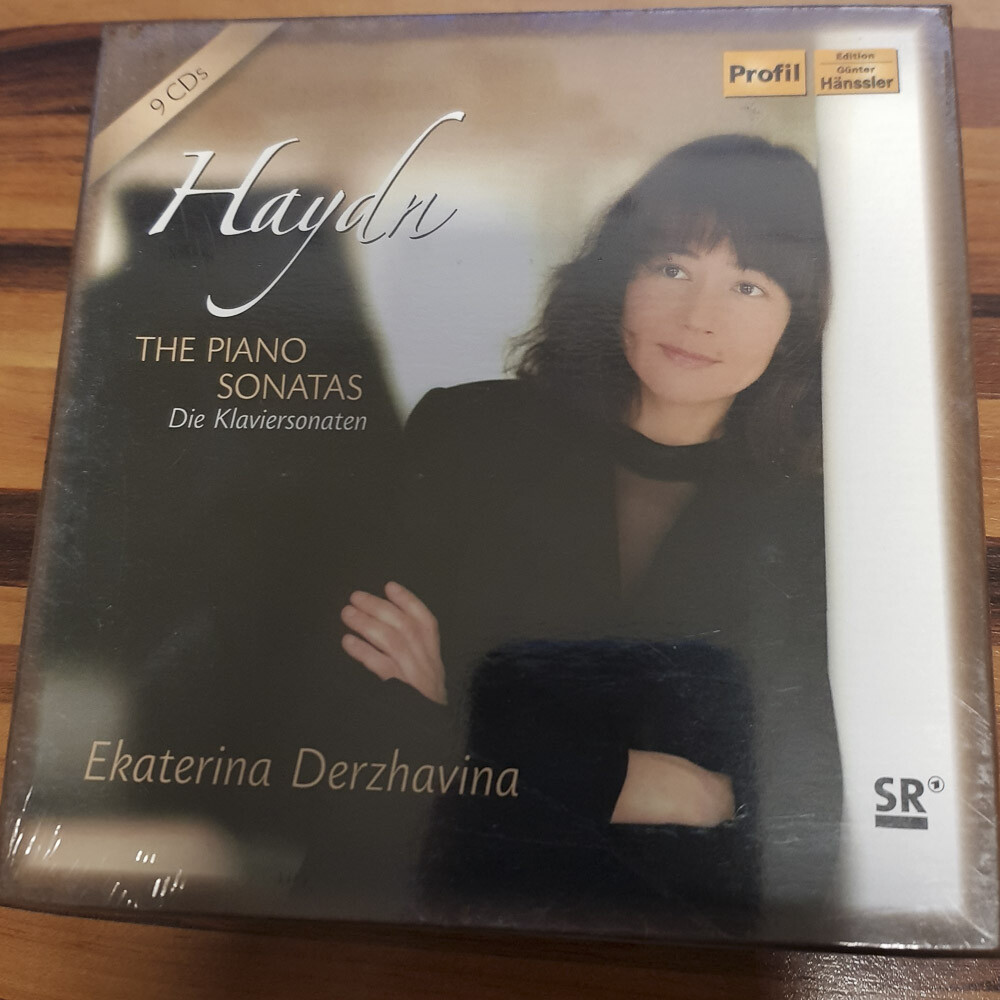 9 CDs
Profil
Edition
Günter
Hänssler
Haydn
THE PIANO
SONATAS
Die Klaviersonaten
Ekaterina Derzhavina
SR